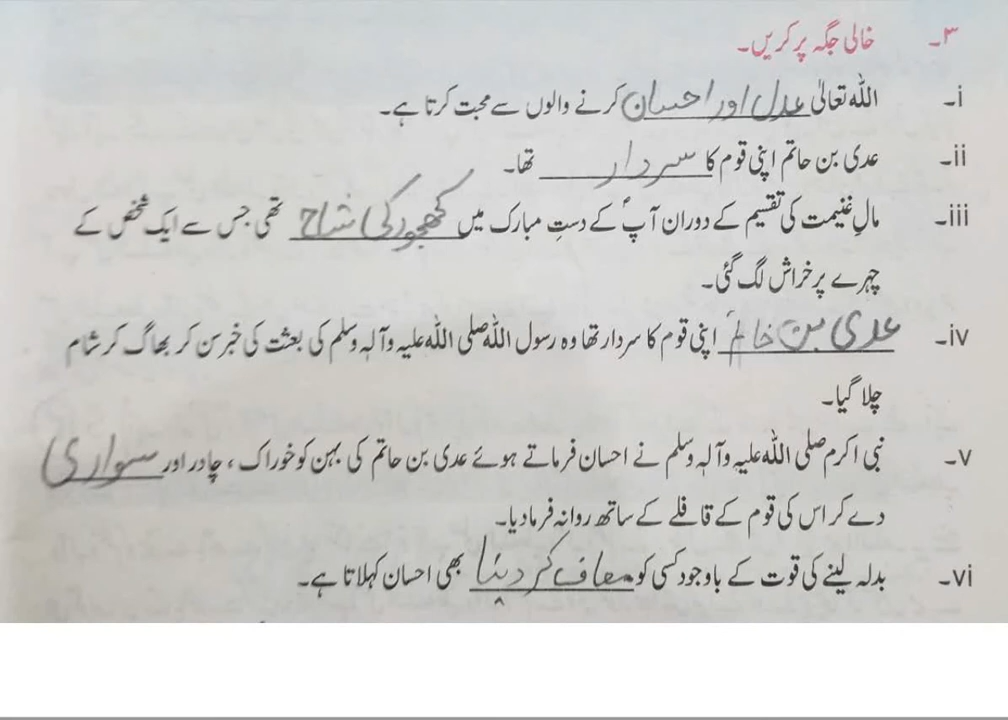 ۳۔ خالی جگہ پر کریں۔
i۔ اللہ تعالیٰ عدل اور احسان کرنے والوں سے محبت کرتا ہے۔
ii۔ عدی بن حاتم اپنی قوم کا سردار تھا۔
iii۔ مالِ غنیمت کی تقسیم کے دوران آپؐ کے دستِ مبارک میں کھجور کی شاخ تھی جس سے ایک شخص کے
چہرے پر خراش لگ گئی۔
iv۔ عدی بن حاتم اپنی قوم کا سردار تھا وہ رسول اللہ صلی اللہ علیہ وآلہٖ وسلم کی بعثت کی خبر سن کر بھاگ کر شام
چلا گیا۔
v۔ نبی اکرم صلی اللہ علیہ وآلہٖ وسلم نے احسان فرماتے ہوئے عدی بن حاتم کی بہن کو خوراک، چادر اور سواری
دے کر اس کی قوم کے قافلے کے ساتھ روانہ فرما دیا۔
vi۔ بدلہ لینے کی قوت کے باوجود کسی کو معاف کر دینا بھی احسان کہلاتا ہے۔